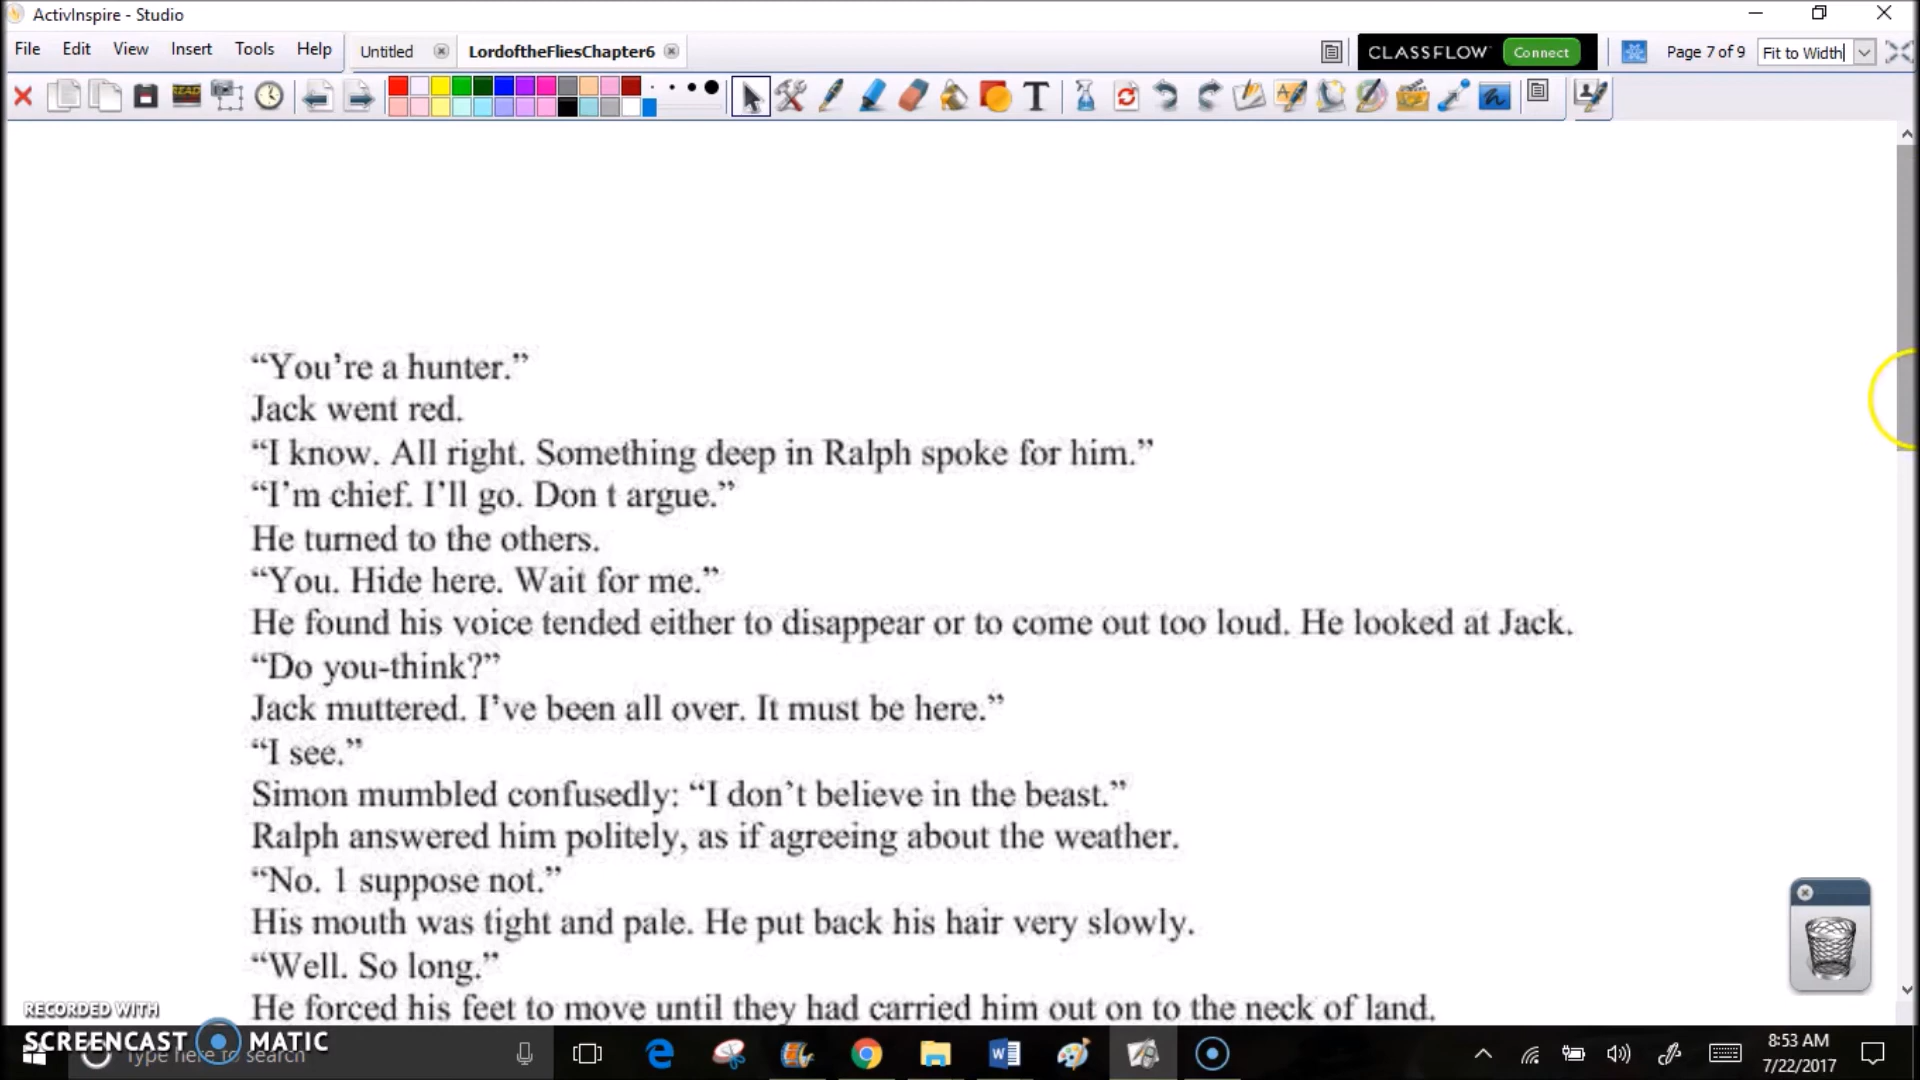 ActivInspire - Studio
File Edit View Insert Tools Help Untitled LordoftheFliesChapter6 CLASSFLOW Connect Page 7 of 9 Fit to Width
“You’re a hunter.”
Jack went red.
“I know. All right. Something deep in Ralph spoke for him.”
“I’m chief. I’ll go. Don t argue.”
He turned to the others.
“You. Hide here. Wait for me.”
He found his voice tended either to disappear or to come out too loud. He looked at Jack.
“Do you-think?”
Jack muttered. I’ve been all over. It must be here.”
“I see.”
Simon mumbled confusedly: “I don’t believe in the beast.”
Ralph answered him politely, as if agreeing about the weather.
“No. 1 suppose not.”
His mouth was tight and pale. He put back his hair very slowly.
“Well. So long.”
He forced his feet to move until they had carried him out on to the neck of land.
RECORDED WITH
SCREENCAST MATIC
Type here to search
8:53 AM
7/22/2017